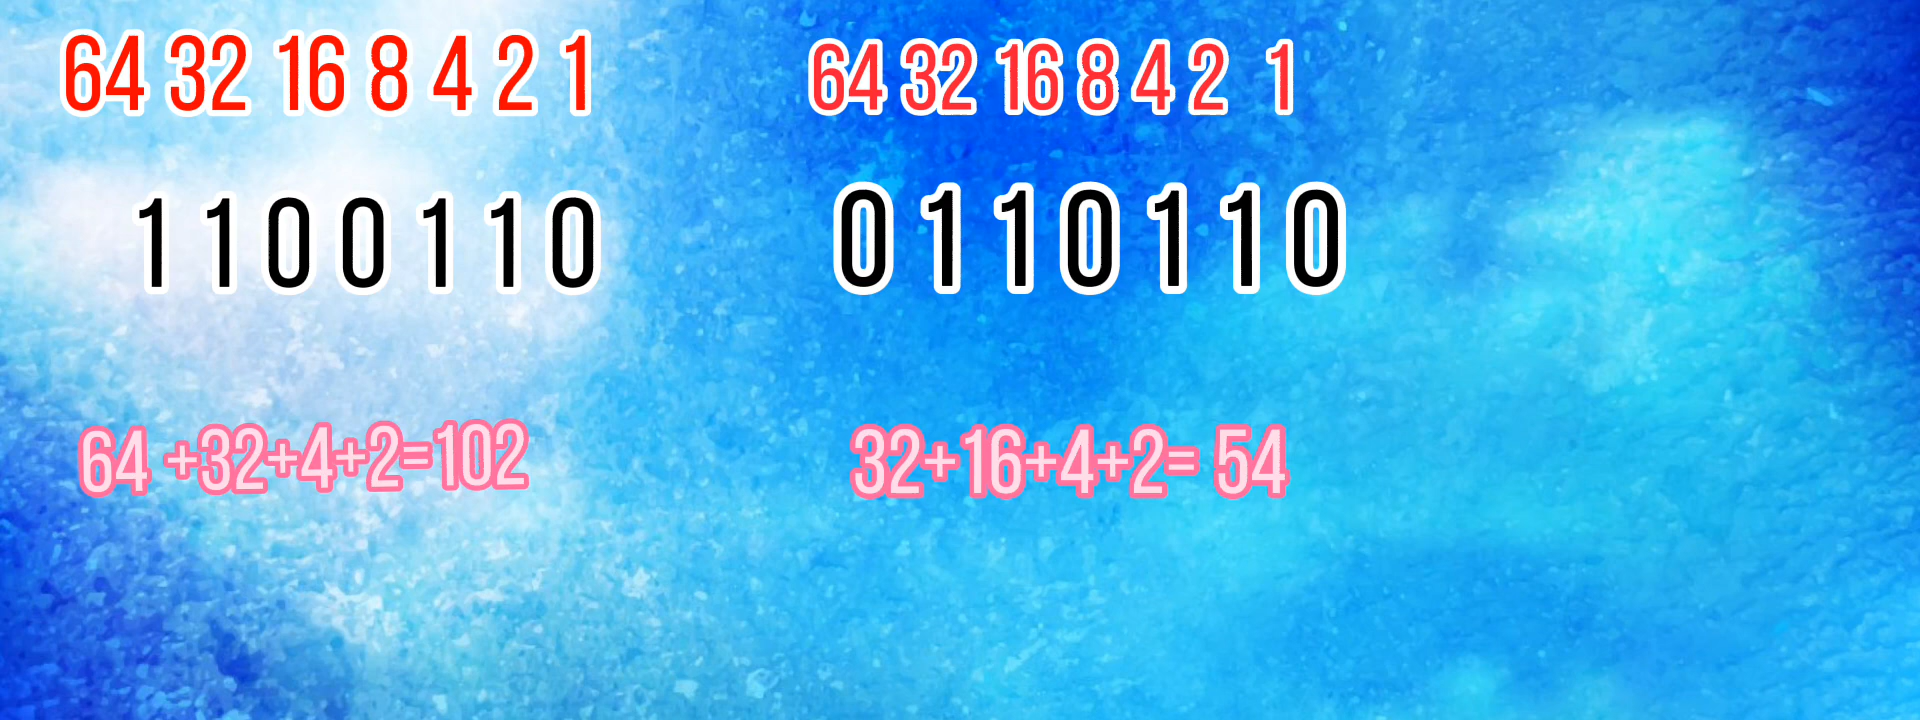 64 32 16 8 4 2 1
1 1 0 0 1 1 0
64 +32+4+2=102
64 32 16 8 4 2 1
0 1 1 0 1 1 0
32+16+4+2= 54